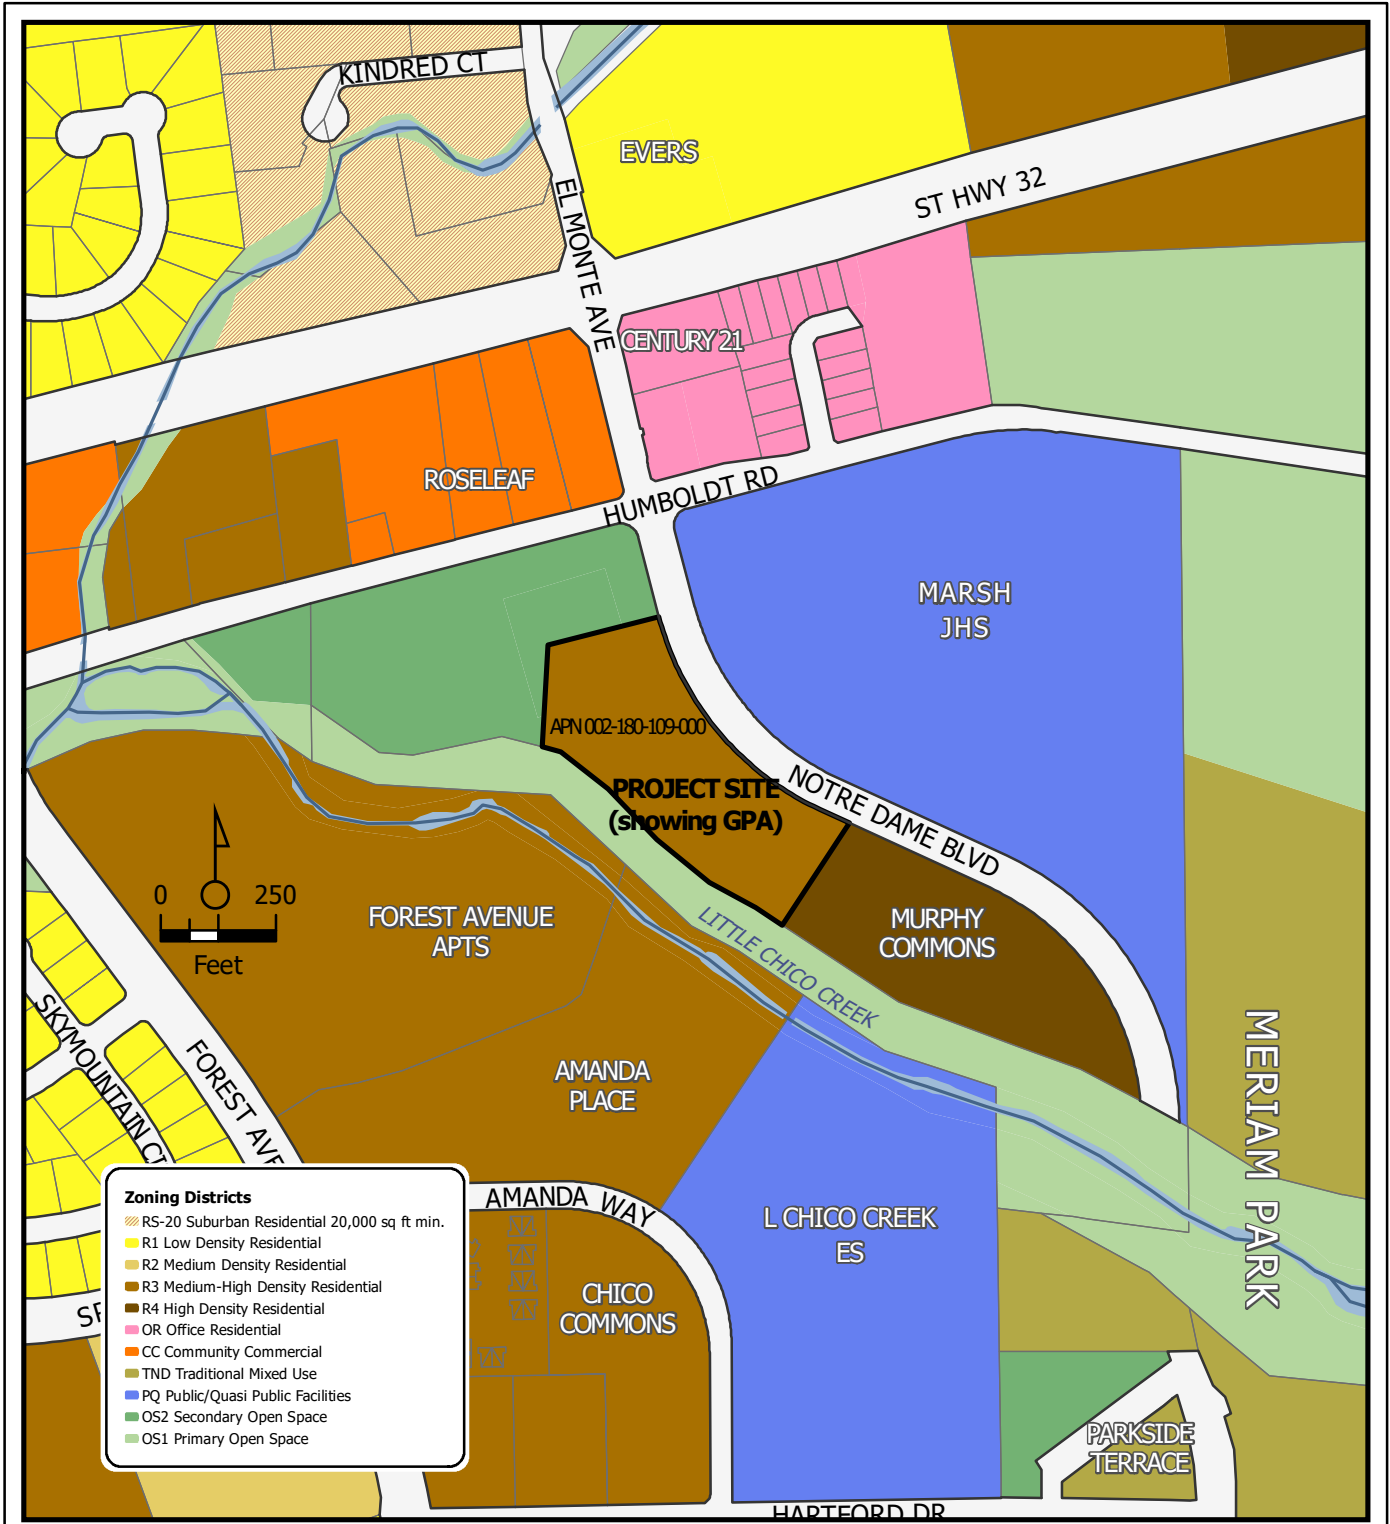 KINDRED CT
EVERS
ST HWY 32
EL MONTE AVE
CENTURY 21
ROSELEAF
HUMBOLDT RD
MARSH
JHS
APN 002-180-109-000
PROJECT SITE
(showing GPA)
NOTRE DAME BLVD
0 250
Feet
FOREST AVENUE
APTS
LITTLE CHICO CREEK
MURPHY
COMMONS
SKYMOUNTAIN CI
FOREST AVE
AMANDA
PLACE
MERIAM PARK
AMANDA WAY
L CHICO CREEK
ES
CHICO
COMMONS
Zoning Districts
RS-20 Suburban Residential 20,000 sq ft min.
R1 Low Density Residential
R2 Medium Density Residential
R3 Medium-High Density Residential
R4 High Density Residential
OR Office Residential
CC Community Commercial
TND Traditional Mixed Use
PQ Public/Quasi Public Facilities
OS2 Secondary Open Space
OS1 Primary Open Space
PARKSIDE
TERRACE
HARTFORD DR